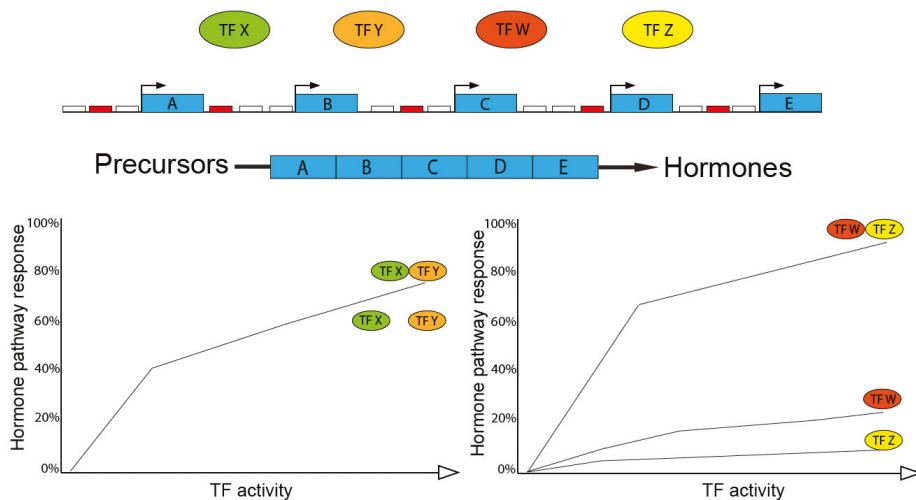 TF X TF Y TF W TF Z
A B C D E
Precursors A B C D E Hormones
Hormone pathway response
100%
80%
60%
40%
20%
0%
TF X TF Y
TF X TF Y
TF activity
Hormone pathway response
100%
80%
60%
40%
20%
0%
TF W TF Z
TF W
TF Z
TF activity